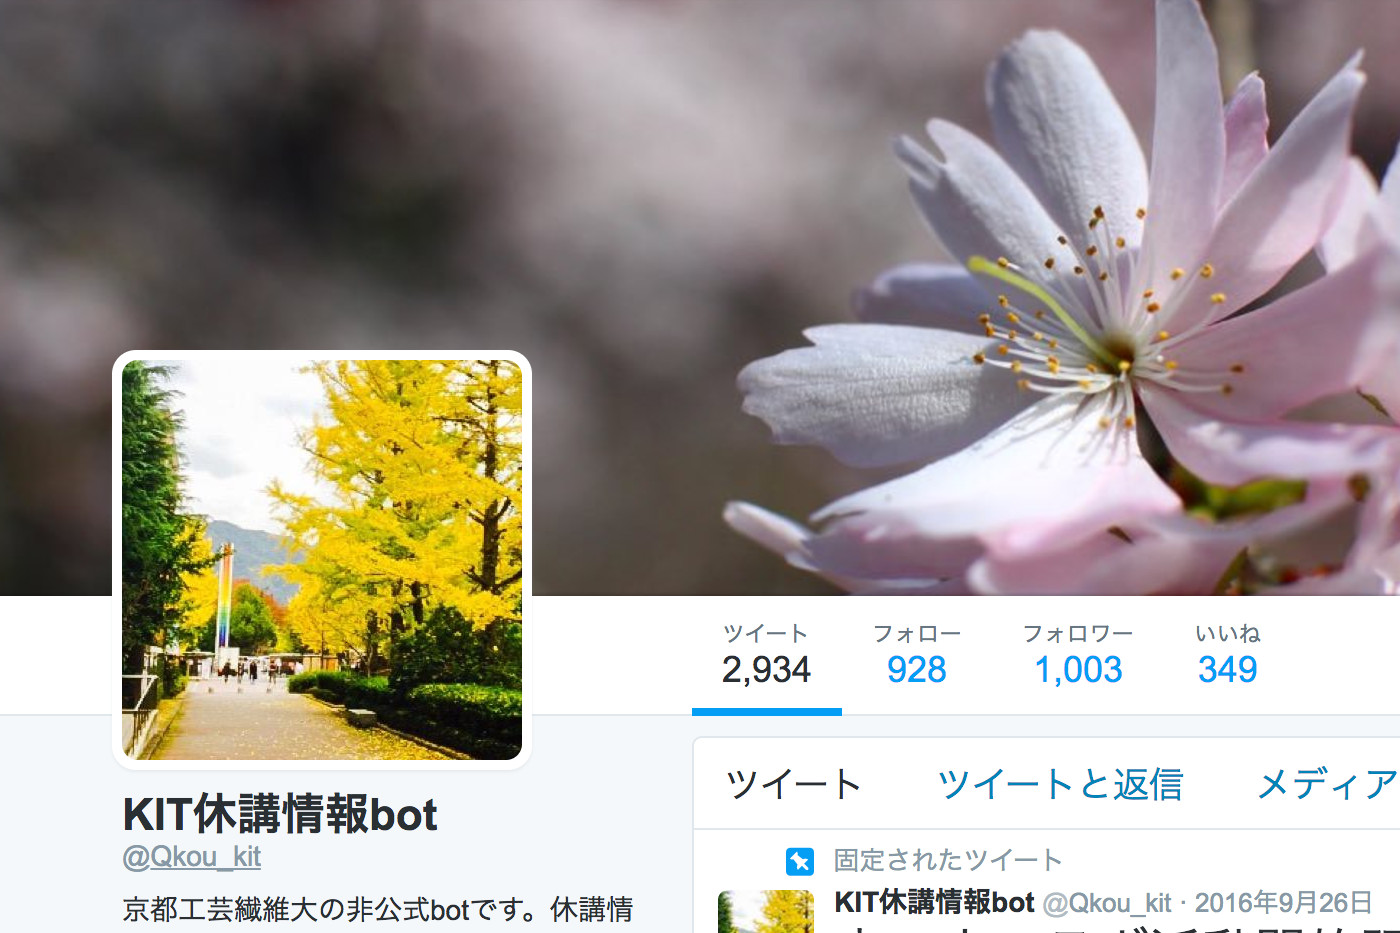 ツイート フォロー フォロワー いいね
2,934 928 1,003 349
ツイート ツイートと返信 メディア
KIT休講情報bot
@Qkou_kit
京都工芸繊維大の非公式botです。休講情
固定されたツイート
KIT休講情報bot @Qkou_kit · 2016年9月26日